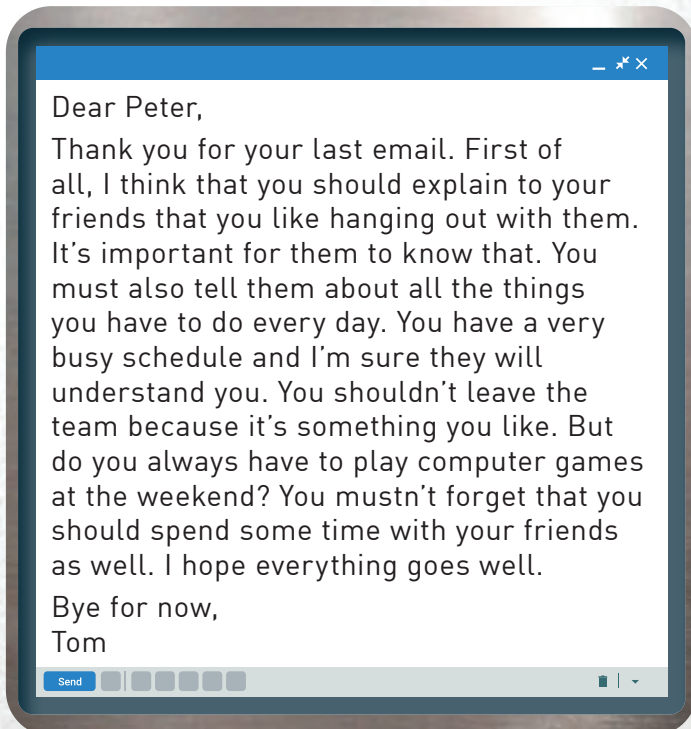 Dear Peter,
Thank you for your last email. First of
all, I think that you should explain to your
friends that you like hanging out with them.
It’s important for them to know that. You
must also tell them about all the things
you have to do every day. You have a very
busy schedule and I’m sure they will
understand you. You shouldn’t leave the
team because it’s something you like. But
do you always have to play computer games
at the weekend? You mustn’t forget that you
should spend some time with your friends
as well. I hope everything goes well.
Bye for now,
Tom
Send